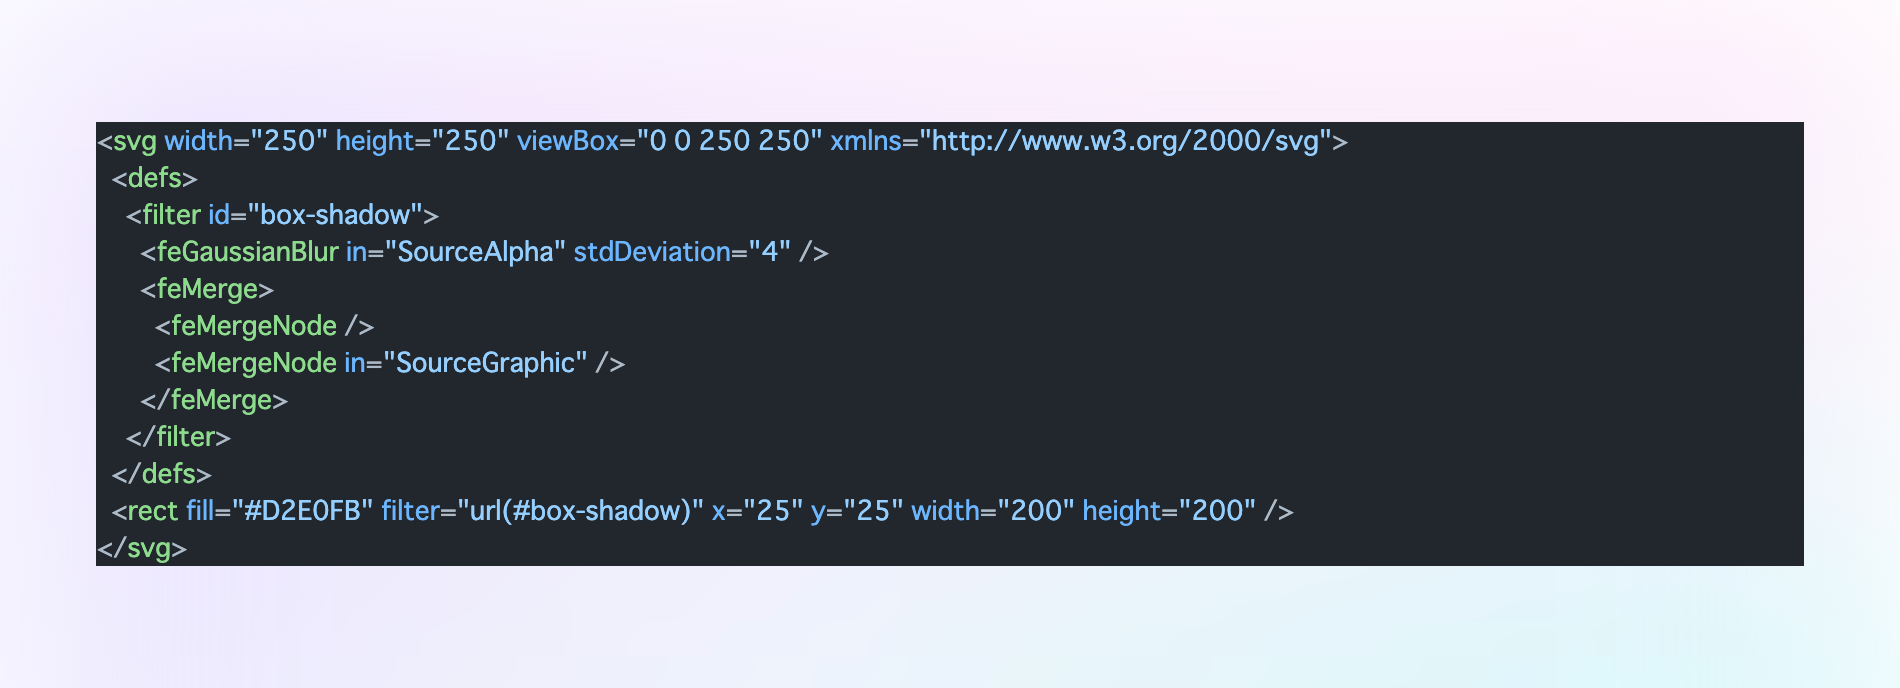 <svg width="250" height="250" viewBox="0 0 250 250" xmlns="http://www.w3.org/2000/svg">
  <defs>
    <filter id="box-shadow">
      <feGaussianBlur in="SourceAlpha" stdDeviation="4" />
      <feMerge>
        <feMergeNode />
        <feMergeNode in="SourceGraphic" />
      </feMerge>
    </filter>
  </defs>
  <rect fill="#D2E0FB" filter="url(#box-shadow)" x="25" y="25" width="200" height="200" />
</svg>